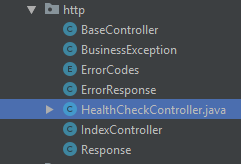 http
BaseController
BusinessException
ErrorCodes
ErrorResponse
HealthCheckController.java
IndexController
Response